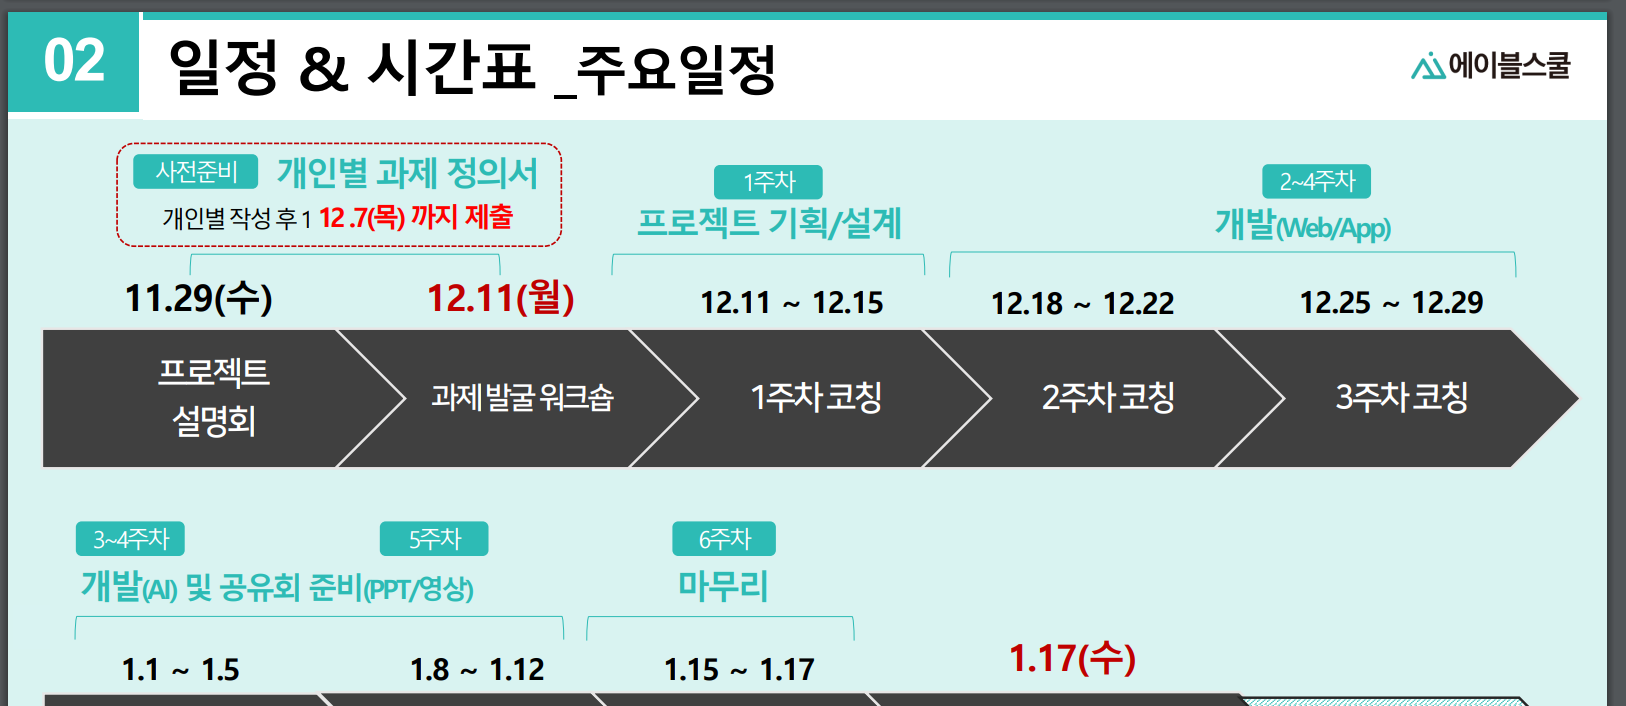 02
일정 & 시간표 _주요일정
에이블스쿨
사전준비
개인별 과제 정의서
개인별 작성 후 1 12 .7(목) 까지 제출
1주차
프로젝트 기획/설계
2~4주차
개발(Web/App)
11.29(수)
12.11(월)
12.11 ~ 12.15
12.18 ~ 12.22
12.25 ~ 12.29
프로젝트
설명회
과제 발굴 워크숍
1주차 코칭
2주차 코칭
3주차 코칭
3~4주차
5주차
개발(AI) 및 공유회 준비(PPT/영상)
6주차
마무리
1.1 ~ 1.5
1.8 ~ 1.12
1.15 ~ 1.17
1.17(수)